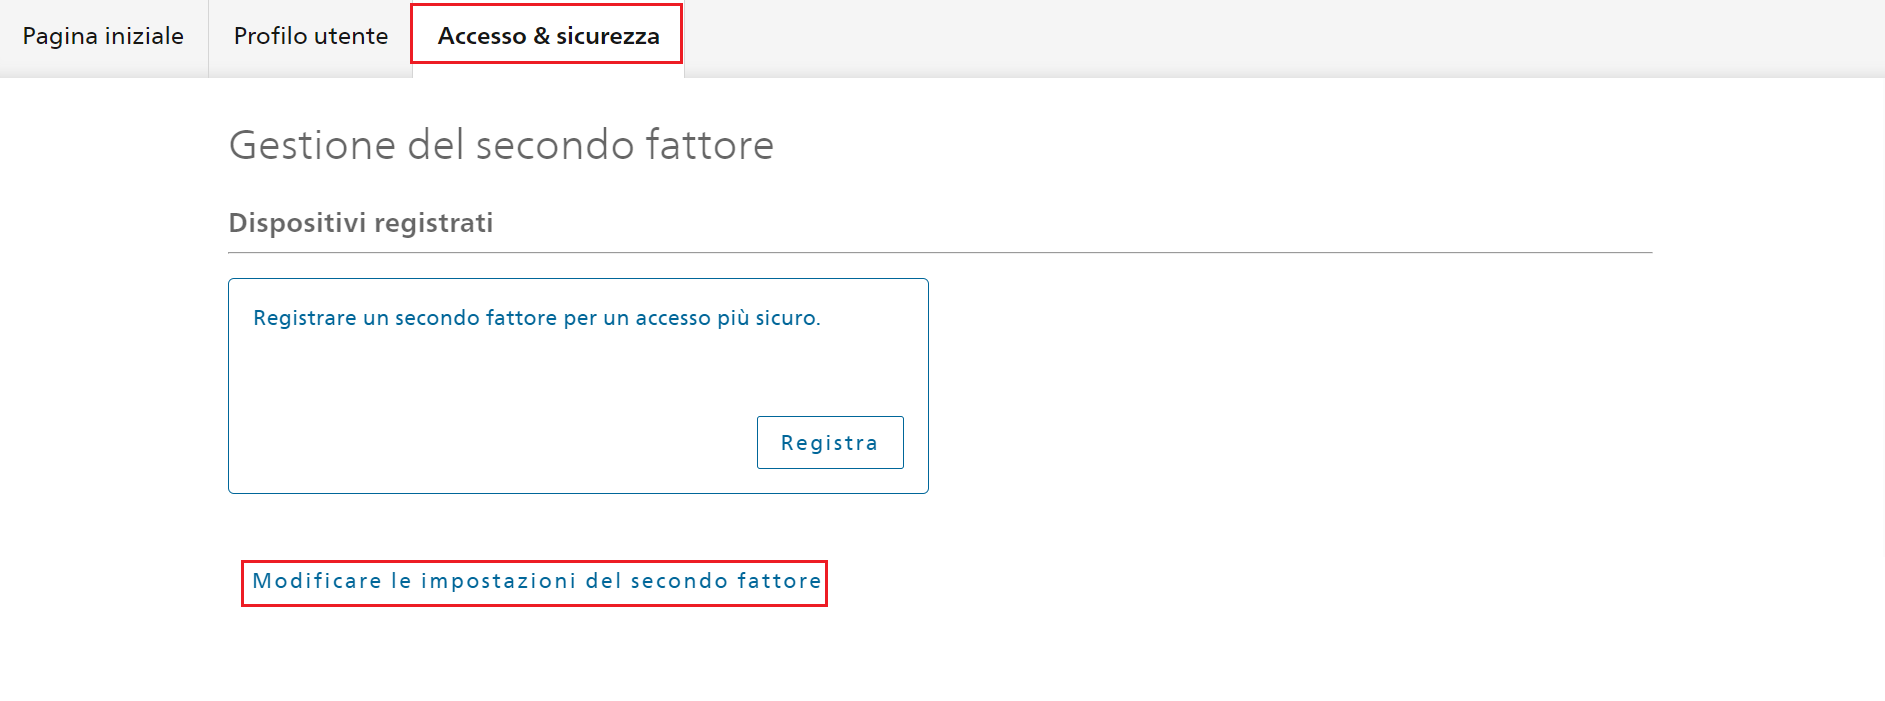 Pagina iniziale
Profilo utente
Accesso & sicurezza
Gestione del secondo fattore
Dispositivi registrati
Registrare un secondo fattore per un accesso più sicuro.
Registra
Modificare le impostazioni del secondo fattore